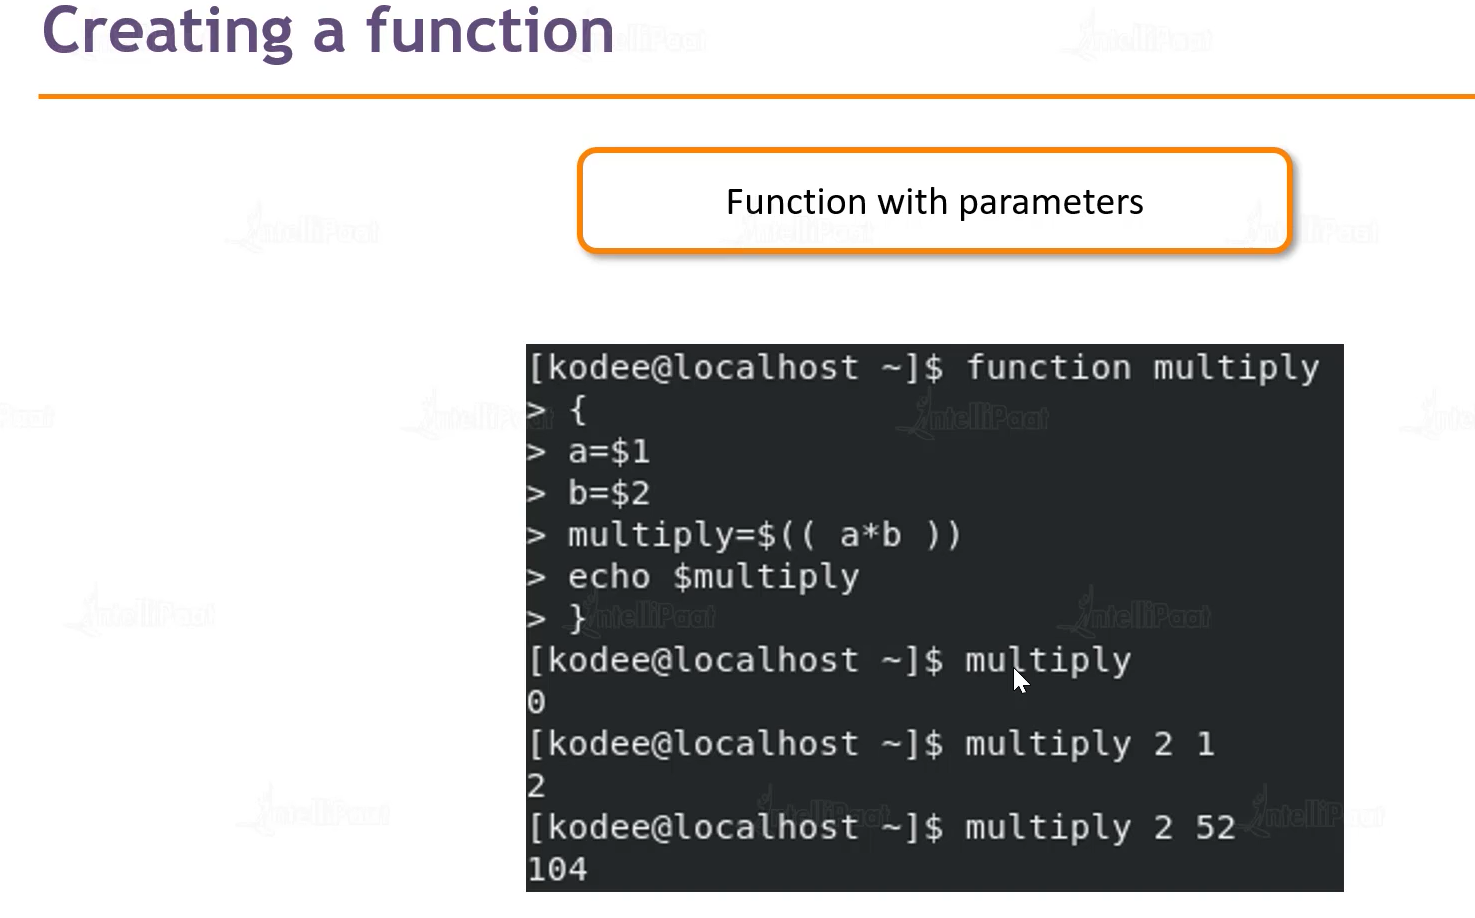 Creating a function
Function with parameters
[kodee@localhost ~]$ function multiply
> {
> a=$1
> b=$2
> multiply=$(( a*b ))
> echo $multiply
> }
[kodee@localhost ~]$ multiply
0
[kodee@localhost ~]$ multiply 2 1
2
[kodee@localhost ~]$ multiply 2 52
104
IntelliPaat